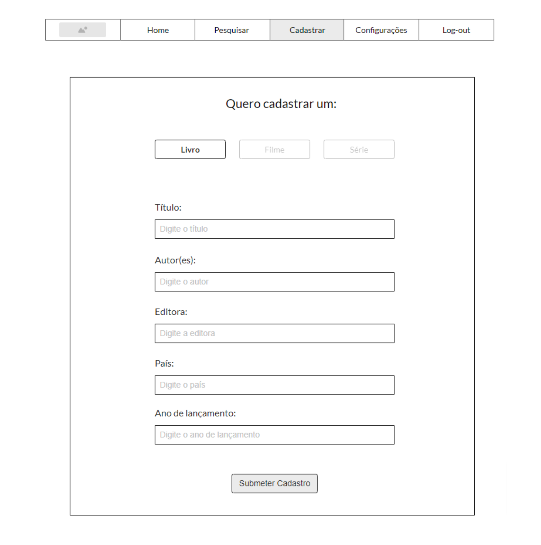 Home Pesquisar Cadastrar Configurações Log-out
Quero cadastrar um:
Livro Filme Série
Título:
Digite o título
Autor(es):
Digite o autor
Editora:
Digite a editora
País:
Digite o país
Ano de lançamento:
Digite o ano de lançamento
Submeter Cadastro